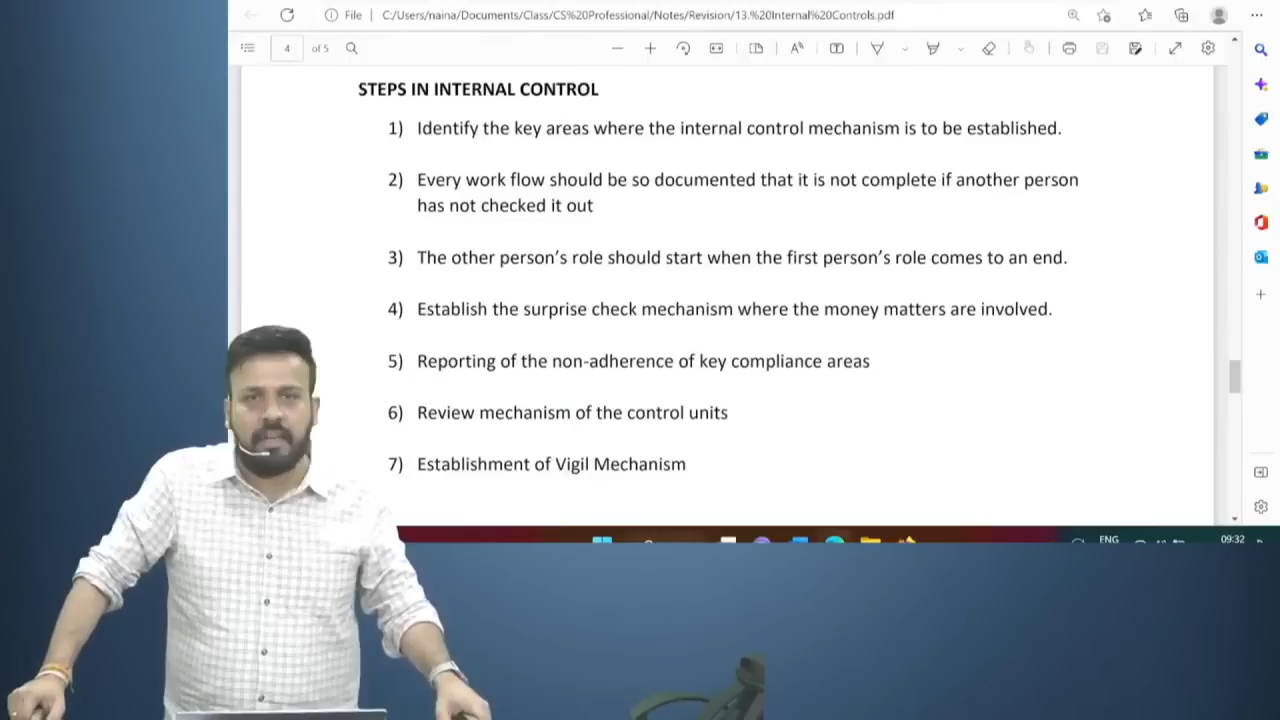 File
C:/Users/naina/Documents/Class/CS%20Professional/Notes/Revision/13.%20Internal%20Controls.pdf
4 of 5
STEPS IN INTERNAL CONTROL
1) Identify the key areas where the internal control mechanism is to be established.
2) Every work flow should be so documented that it is not complete if another person
has not checked it out
3) The other person's role should start when the first person's role comes to an end.
4) Establish the surprise check mechanism where the money matters are involved.
5) Reporting of the non-adherence of key compliance areas
6) Review mechanism of the control units
7) Establishment of Vigil Mechanism
ENG
09:32